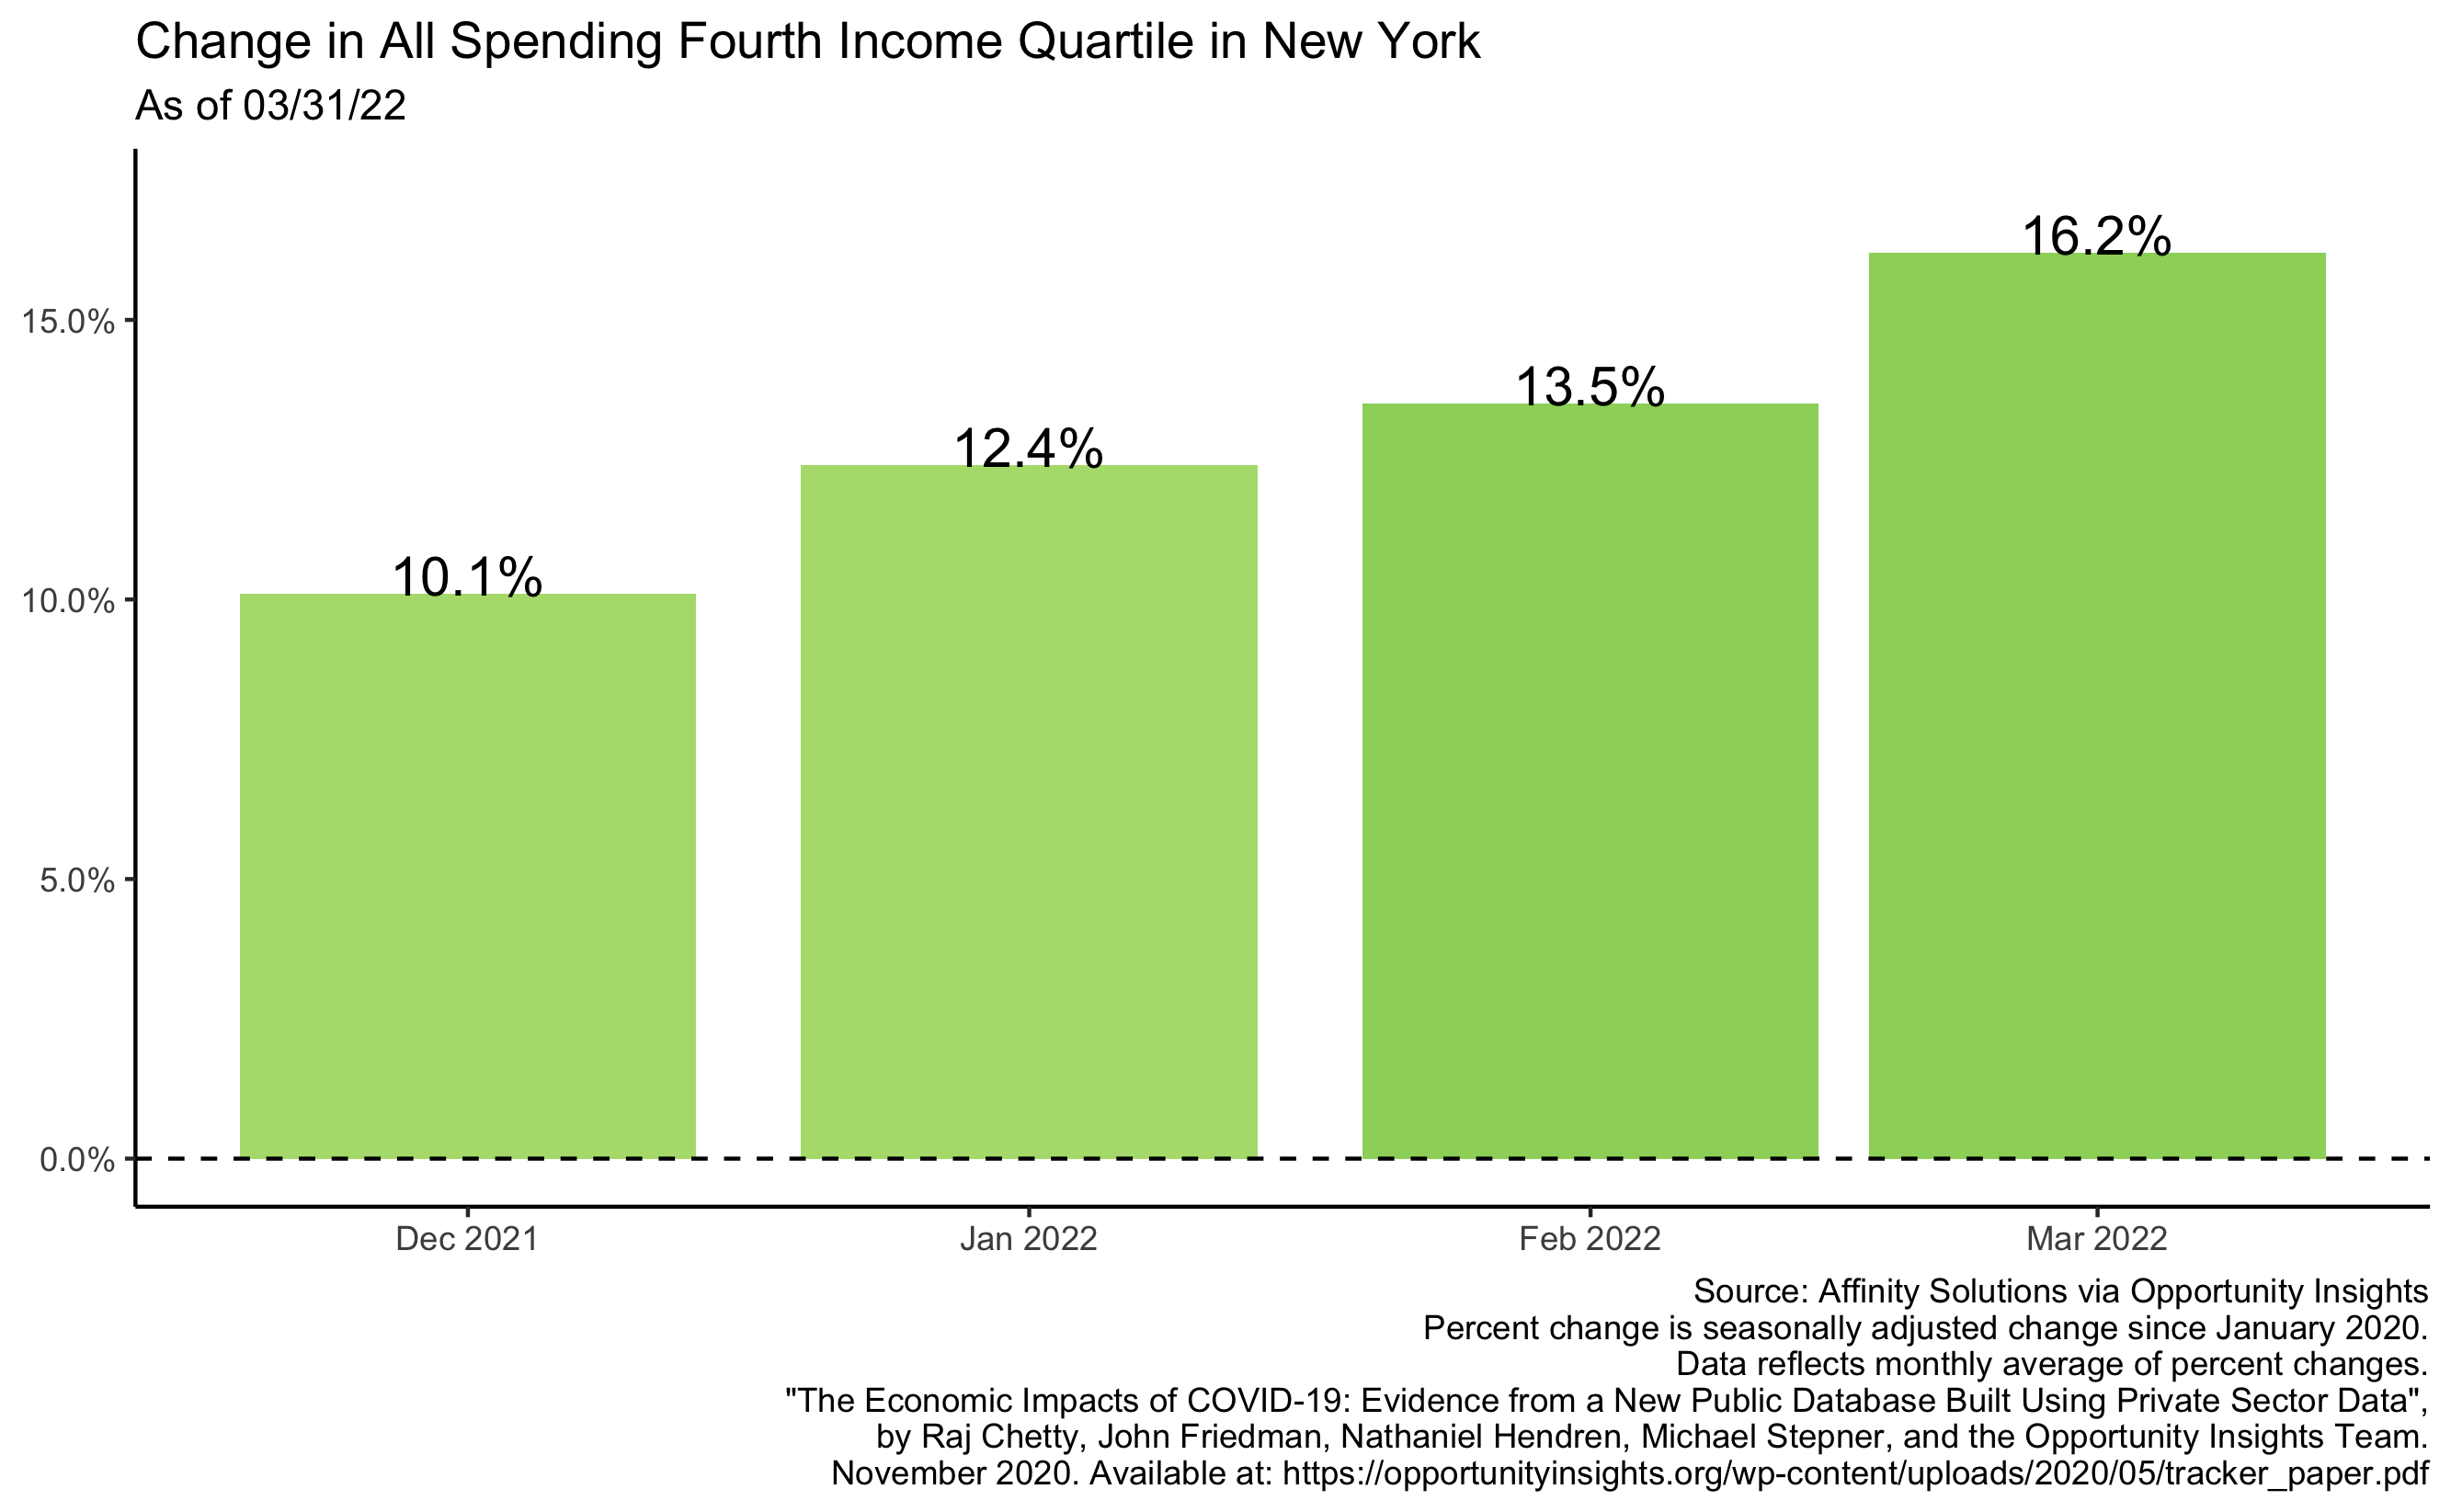 Change in All Spending Fourth Income Quartile in New York
As of 03/31/22
16.2%
15.0%
13.5%
12.4%
10.1%
10.0%
5.0%
0.0%
Dec 2021
Jan 2022
Feb 2022
Mar 2022
Source: Affinity Solutions via Opportunity Insights
Percent change is seasonally adjusted change since January 2020.
Data reflects monthly average of percent changes.
"The Economic Impacts of COVID-19: Evidence from a New Public Database Built Using Private Sector Data",
by Raj Chetty, John Friedman, Nathaniel Hendren, Michael Stepner, and the Opportunity Insights Team.
November 2020. Available at: https://opportunityinsights.org/wp-content/uploads/2020/05/tracker_paper.pdf